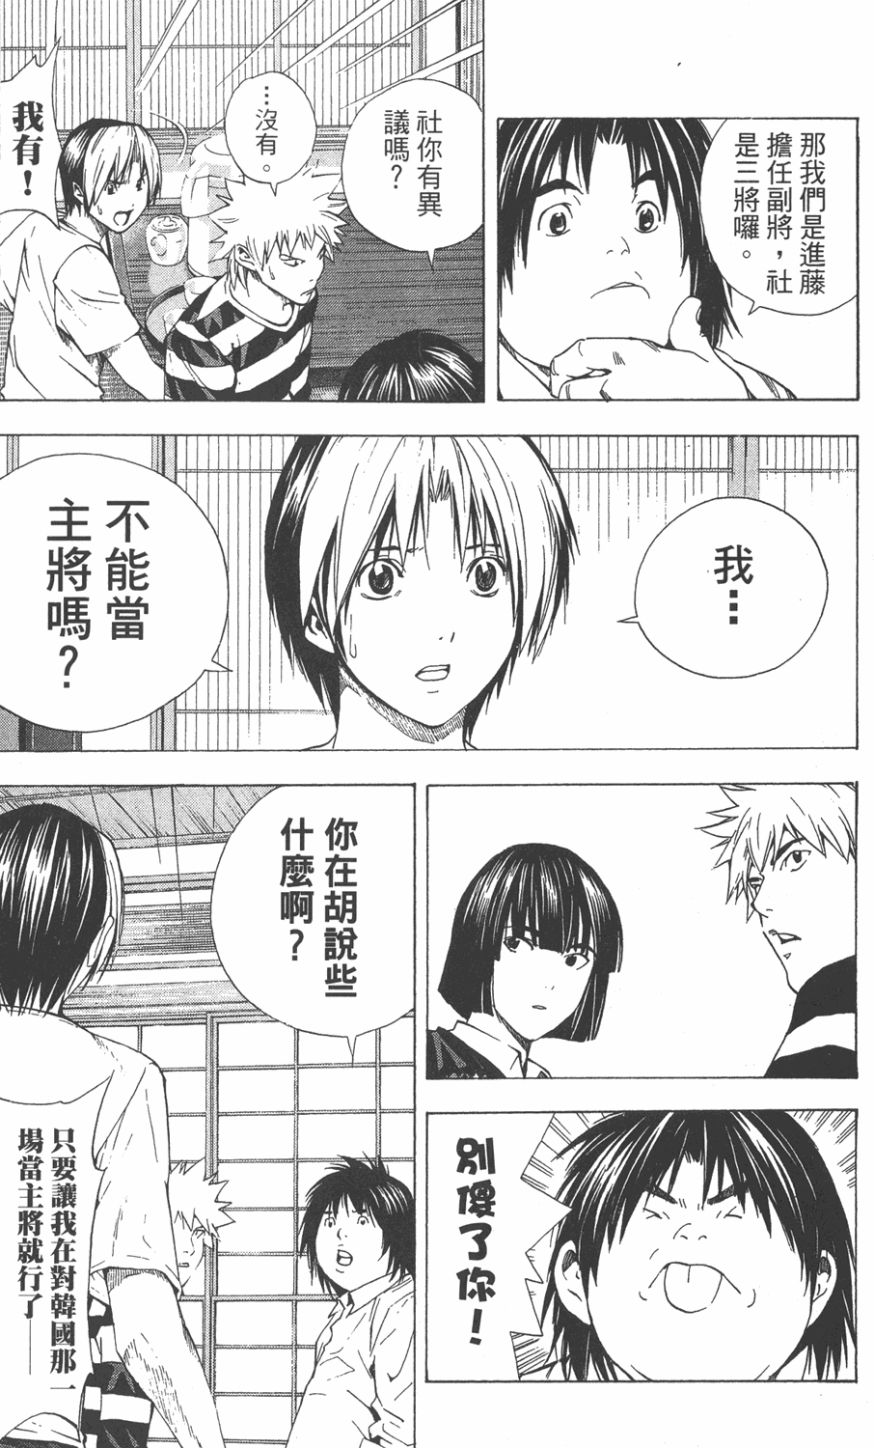 那我們是進藤
擔任副將，社
是三將囉。
社你有異
議嗎？
…沒有。
我有！
我…
不能當
主將嗎？
別傻了你！
你在胡說些
什麼啊？
只要讓我在對韓國那一
場當主將就行了——